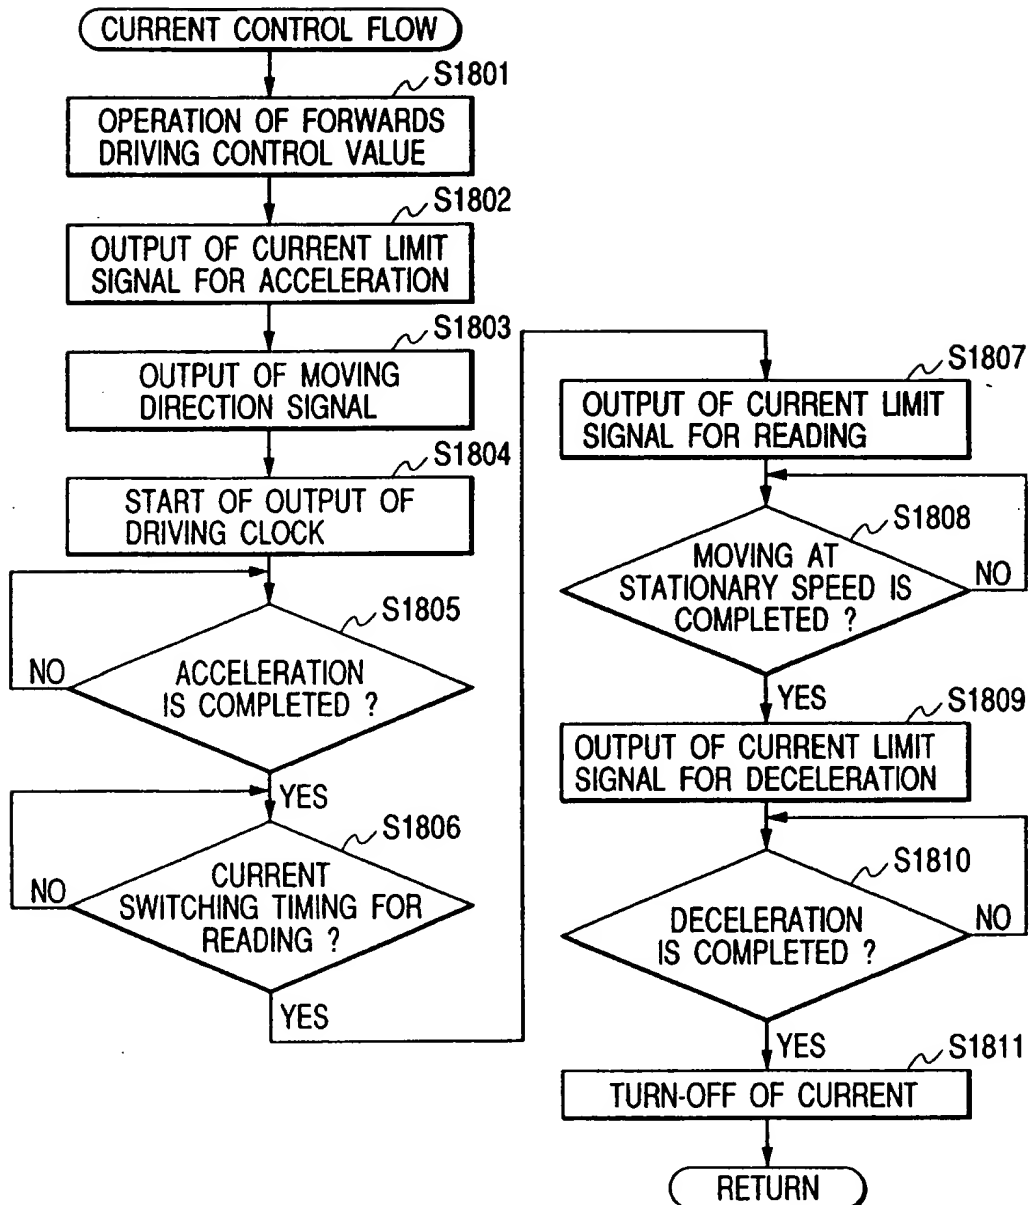 CURRENT CONTROL FLOW
S1801
OPERATION OF FORWARDS
DRIVING CONTROL VALUE
S1802
OUTPUT OF CURRENT LIMIT
SIGNAL FOR ACCELERATION
S1803
OUTPUT OF MOVING
DIRECTION SIGNAL
S1804
START OF OUTPUT OF
DRIVING CLOCK
S1805
ACCELERATION
IS COMPLETED ?
NO
YES
S1806
CURRENT
SWITCHING TIMING FOR
READING ?
NO
YES
S1807
OUTPUT OF CURRENT LIMIT
SIGNAL FOR READING
S1808
MOVING AT
STATIONARY SPEED IS
COMPLETED ?
NO
YES
S1809
OUTPUT OF CURRENT LIMIT
SIGNAL FOR DECELERATION
S1810
DECELERATION
IS COMPLETED ?
NO
YES
S1811
TURN-OFF OF CURRENT
RETURN